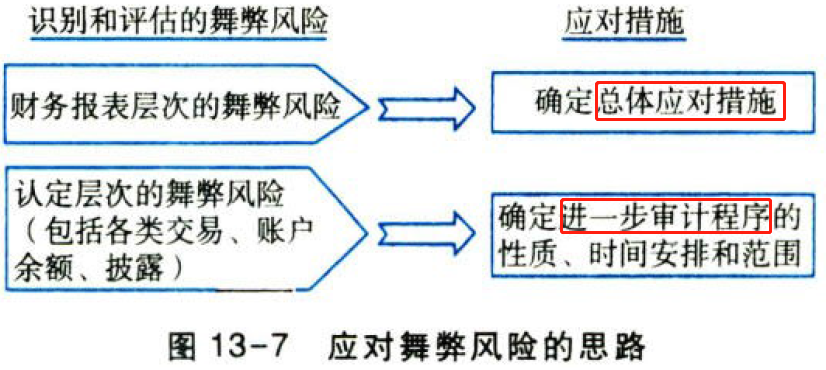 识别和评估的舞弊风险
应对措施
财务报表层次的舞弊风险
确定总体应对措施
认定层次的舞弊风险
（包括各类交易、账户
余额、披露）
确定进一步审计程序的
性质、时间安排和范围
图 13-7 应对舞弊风险的思路